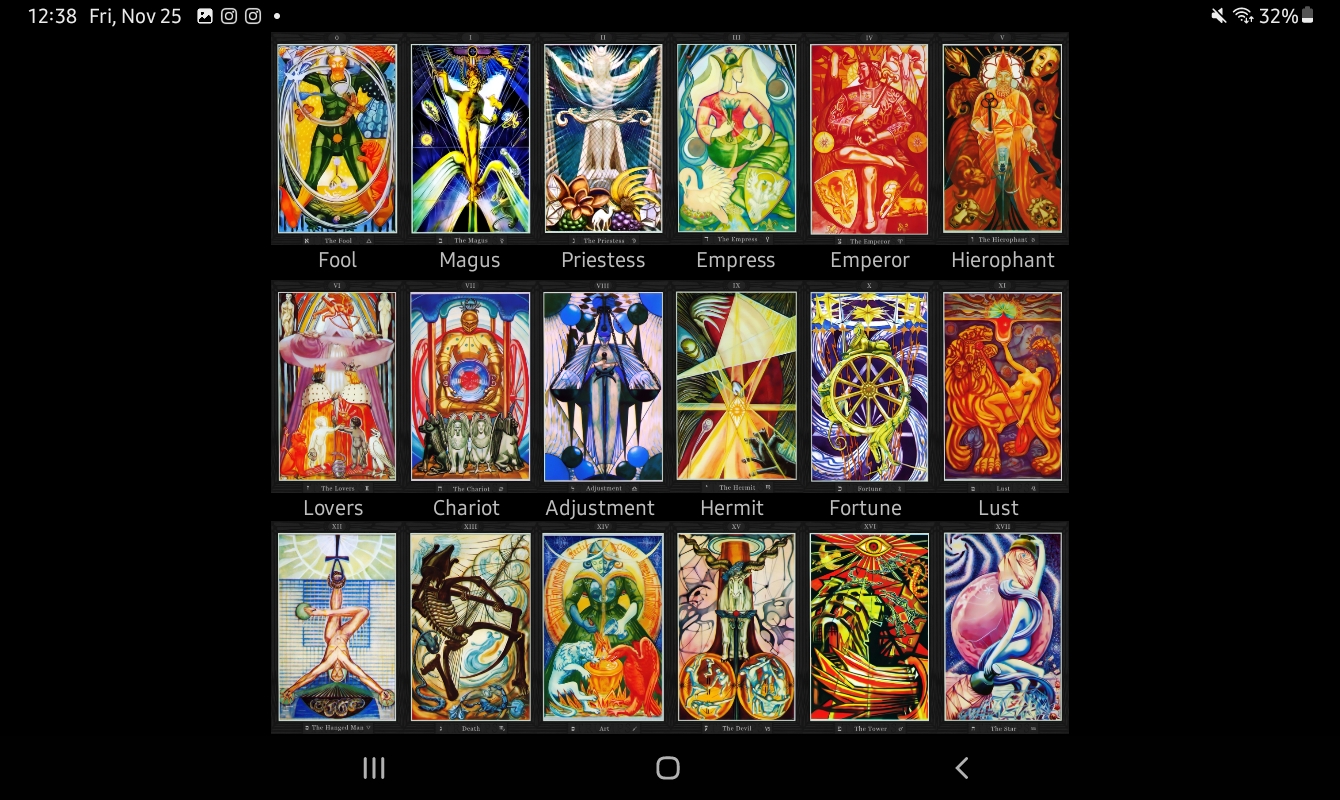 12:38 Fri, Nov 25 32%
0 I II III IV V
The Fool The Magus The Priestess The Empress The Emperor The Hierophant
Fool Magus Priestess Empress Emperor Hierophant
VI VII VIII IX X XI
The Lovers The Chariot Adjustment The Hermit Fortune Lust
Lovers Chariot Adjustment Hermit Fortune Lust
XII XIII XIV XV XVI XVII
The Hanged Man Death Art The Devil The Tower The Star